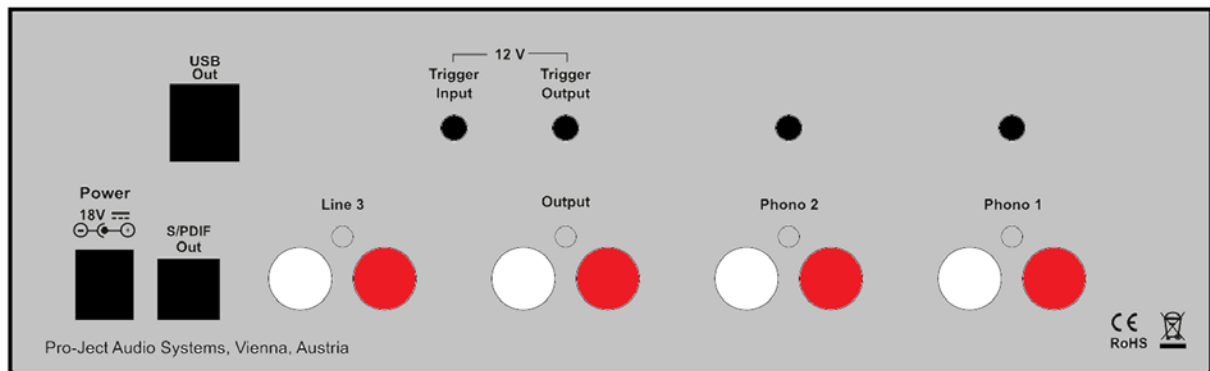 USB
Out
12 V
Trigger
Input
Trigger
Output
Power
18V
S/PDIF
Out
Line 3
Output
Phono 2
Phono 1
Pro-Ject Audio Systems, Vienna, Austria
CE
RoHS